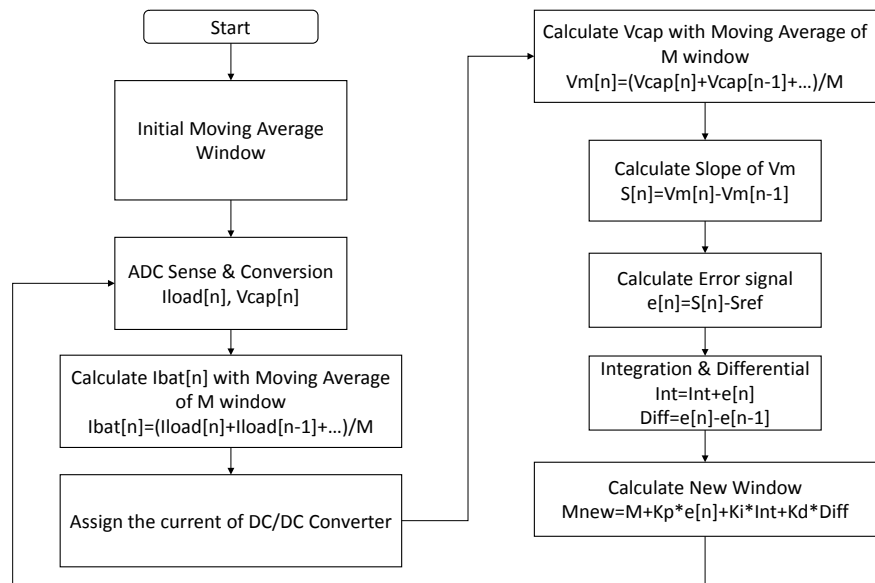 Start
Initial Moving Average
Window
ADC Sense & Conversion
Iload[n], Vcap[n]
Calculate Ibat[n] with Moving Average
of M window
Ibat[n]=(Iload[n]+Iload[n-1]+...)/M
Assign the current of DC/DC Converter
Calculate Vcap with Moving Average of
M window
Vm[n]=(Vcap[n]+Vcap[n-1]+...)/M
Calculate Slope of Vm
S[n]=Vm[n]-Vm[n-1]
Calculate Error signal
e[n]=S[n]-Sref
Integration & Differential
Int=Int+e[n]
Diff=e[n]-e[n-1]
Calculate New Window
Mnew=M+Kp*e[n]+Ki*Int+Kd*Diff